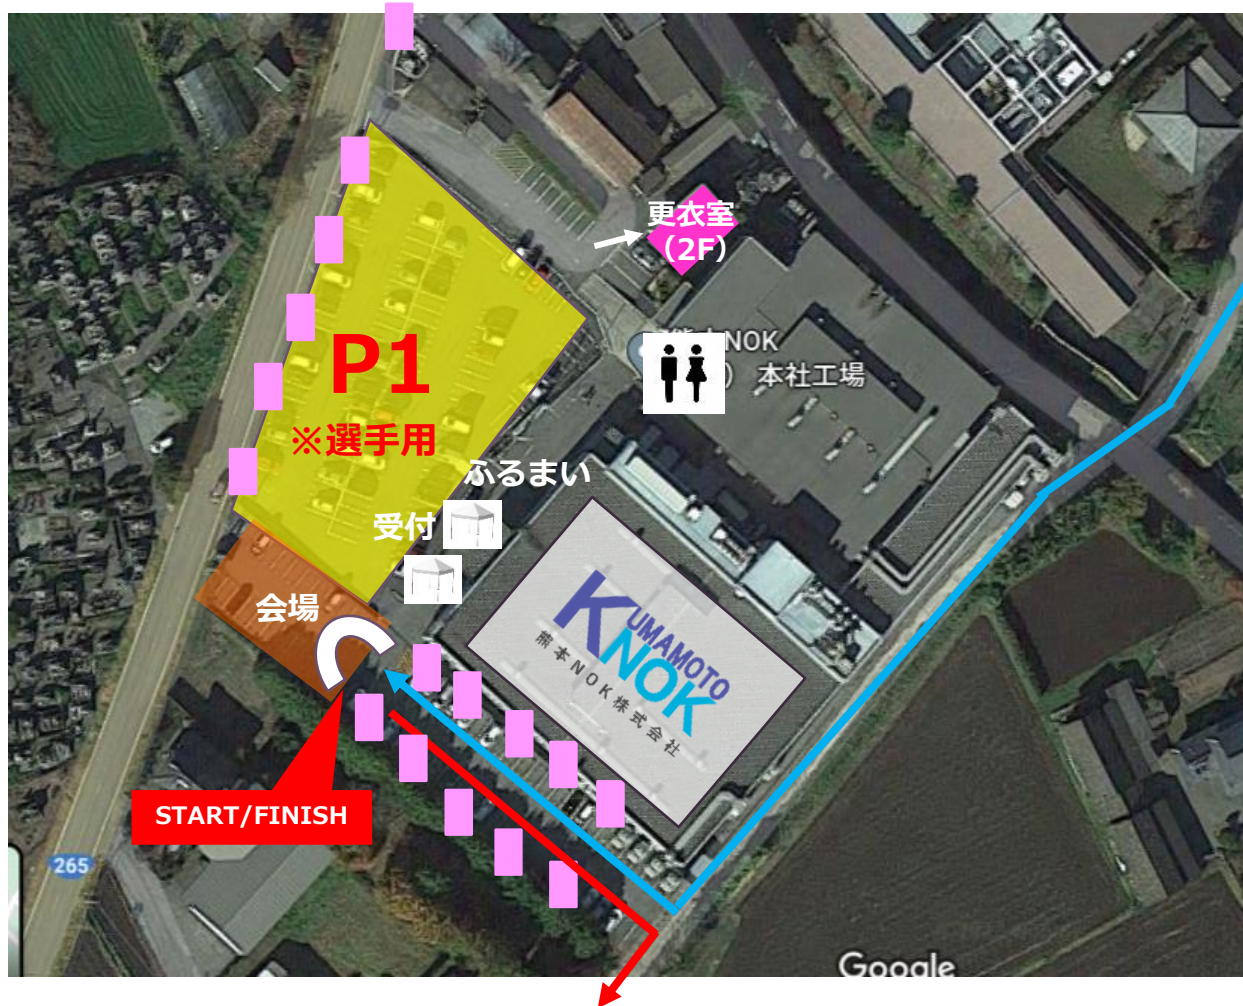 更衣室
（2F）
NOK
） 本社工場
P1
※選手用
ふるまい
受付
会場
KUMAMOTO
NOK
熊本NOK株式会社
START/FINISH
265
Google